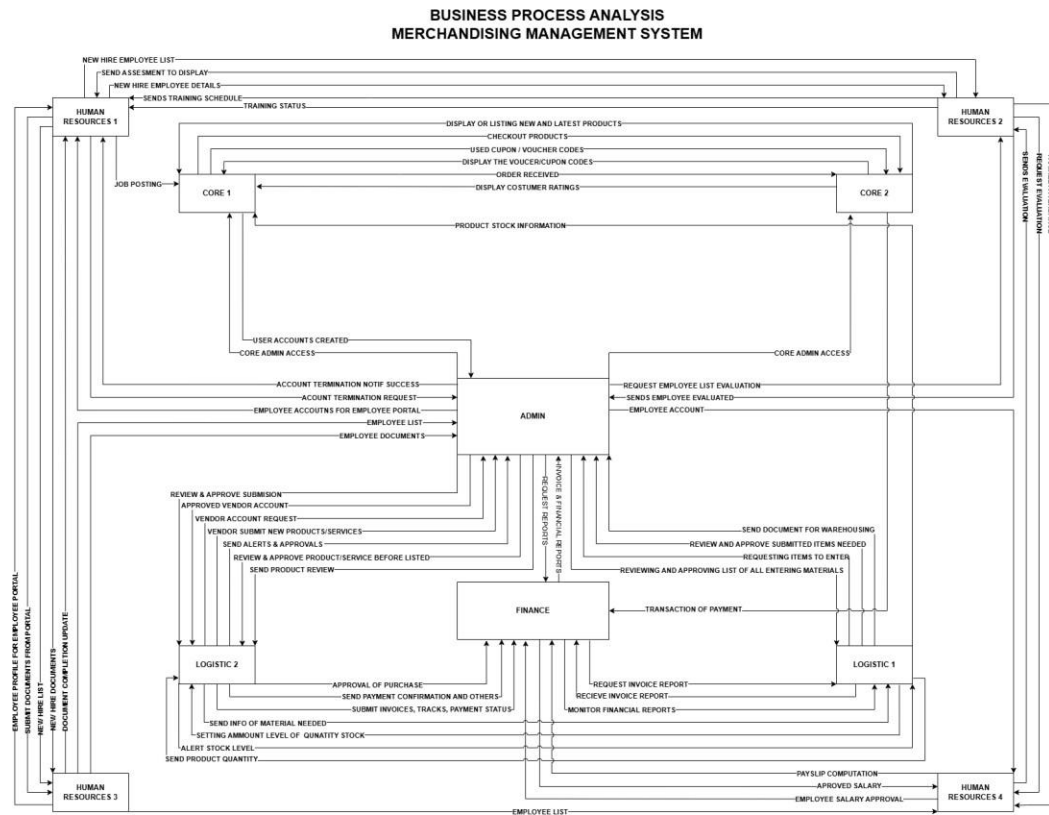 BUSINESS PROCESS ANALYSIS
MERCHANDISING MANAGEMENT SYSTEM
NEW HIRE EMPLOYEE LIST
SEND ASSESMENT TO DISPLAY
NEW HIRE EMPLOYEE DETAILS
SENDS TRAINING SCHEDULE
TRAINING STATUS
HUMAN
RESOURCES 1
HUMAN
RESOURCES 2
DISPLAY OR LISTING NEW AND LATEST PRODUCTS
CHECKOUT PRODUCTS
USED CUPON / VOUCHER CODES
DISPLAY THE VOUCER/CUPON CODES
ORDER RECEIVED
DISPLAY COSTUMER RATINGS
JOB POSTING
CORE 1
CORE 2
PRODUCT STOCK INFORMATION
SENDS EVALUATION
REQUEST EVALUATION
USER ACCOUNTS CREATED
CORE ADMIN ACCESS
CORE ADMIN ACCESS
ACCOUNT TERMINATION NOTIF SUCCESS
ACOUNT TERMINATION REQUEST
EMPLOYEE ACCOUTNS FOR EMPLOYEE PORTAL
EMPLOYEE LIST
EMPLOYEE DOCUMENTS
ADMIN
REQUEST EMPLOYEE LIST EVALUATION
SENDS EMPLOYEE EVALUATED
EMPLOYEE ACCOUNT
REVIEW & APPROVE SUBMISION
APPROVED VENDOR ACCOUNT
VENDOR ACCOUNT REQUEST
VENDOR SUBMIT NEW PRODUCTS/SERVICES
SEND ALERTS & APPROVALS
REVIEW & APPROVE PRODUCT/SERVICE BEFORE LISTED
SEND PRODUCT REVIEW
REQUEST REPORTS
INVOICE & FINANCIAL REPORTS
SEND DOCUMENT FOR WAREHOUSING
REVIEW AND APPROVE SUBMITTED ITEMS NEEDED
REQUESTING ITEMS TO ENTER
REVIEWING AND APPROVING LIST OF ALL ENTERING MATERIALS
FINANCE
TRANSACTION OF PAYMENT
LOGISTIC 2
LOGISTIC 1
APPROVAL OF PURCHASE
SEND PAYMENT CONFIRMATION AND OTHERS
SUBMIT INVOICES, TRACKS, PAYMENT STATUS
REQUEST INVOICE REPORT
RECIEVE INVOICE REPORT
MONITOR FINANCIAL REPORTS
SEND INFO OF MATERIAL NEEDED
SETTING AMMOUNT LEVEL OF QUNATITY STOCK
ALERT STOCK LEVEL
SEND PRODUCT QUANTITY
EMPLOYEE PROFILE FOR EMPLOYEE PORTAL
SUBMIT DOCUMENTS FROM PORTAL
NEW HIRE LIST
NEW HIRE DOCUMENTS
DOCUMENT COMPLETION UPDATE
HUMAN
RESOURCES 3
PAYSLIP COMPUTATION
APROVED SALARY
EMPLOYEE SALARY APPROVAL
EMPLOYEE LIST
HUMAN
RESOURCES 4